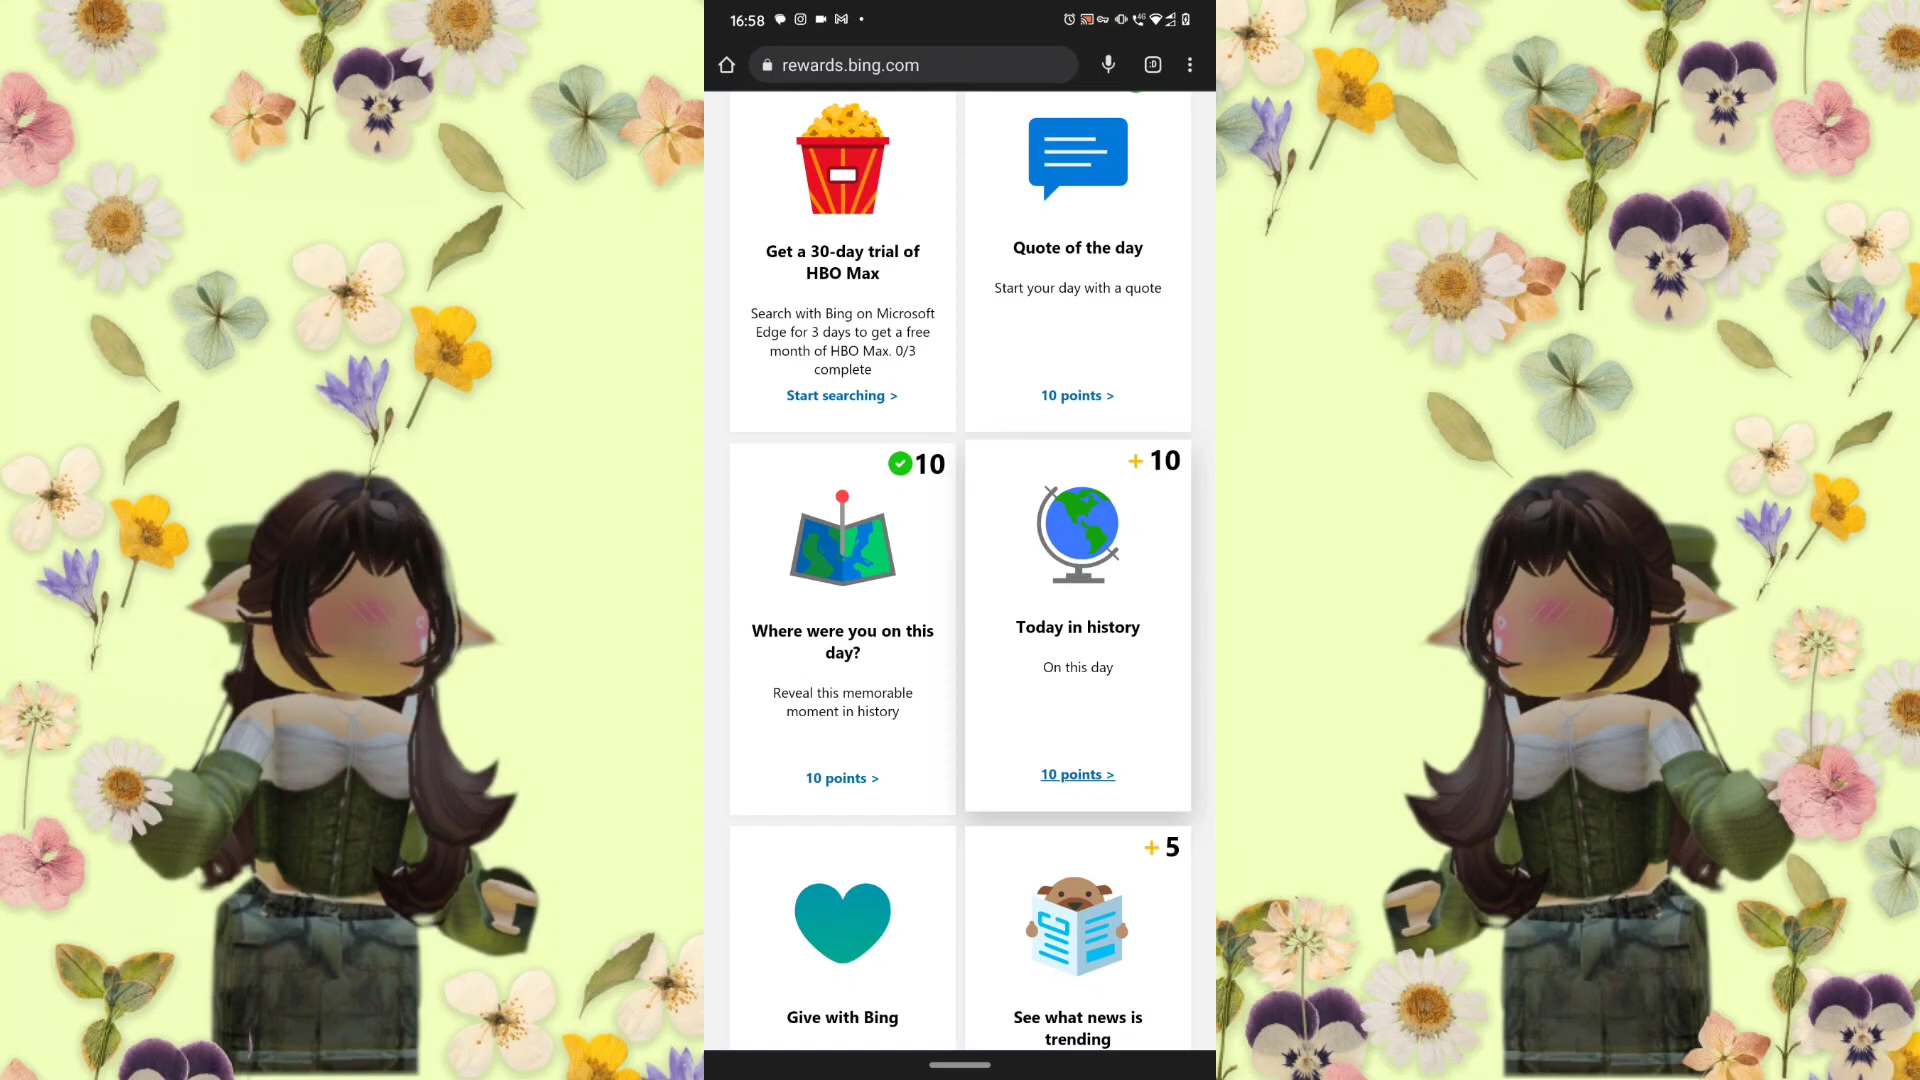 16:58
rewards.bing.com
Get a 30-day trial of
HBO Max
Search with Bing on Microsoft
Edge for 3 days to get a free
month of HBO Max. 0/3
complete
Start searching >
Quote of the day
Start your day with a quote
10 points >
10
Where were you on this
day?
Reveal this memorable
moment in history
10 points >
+ 10
Today in history
On this day
10 points >
Give with Bing
+ 5
See what news is
trending